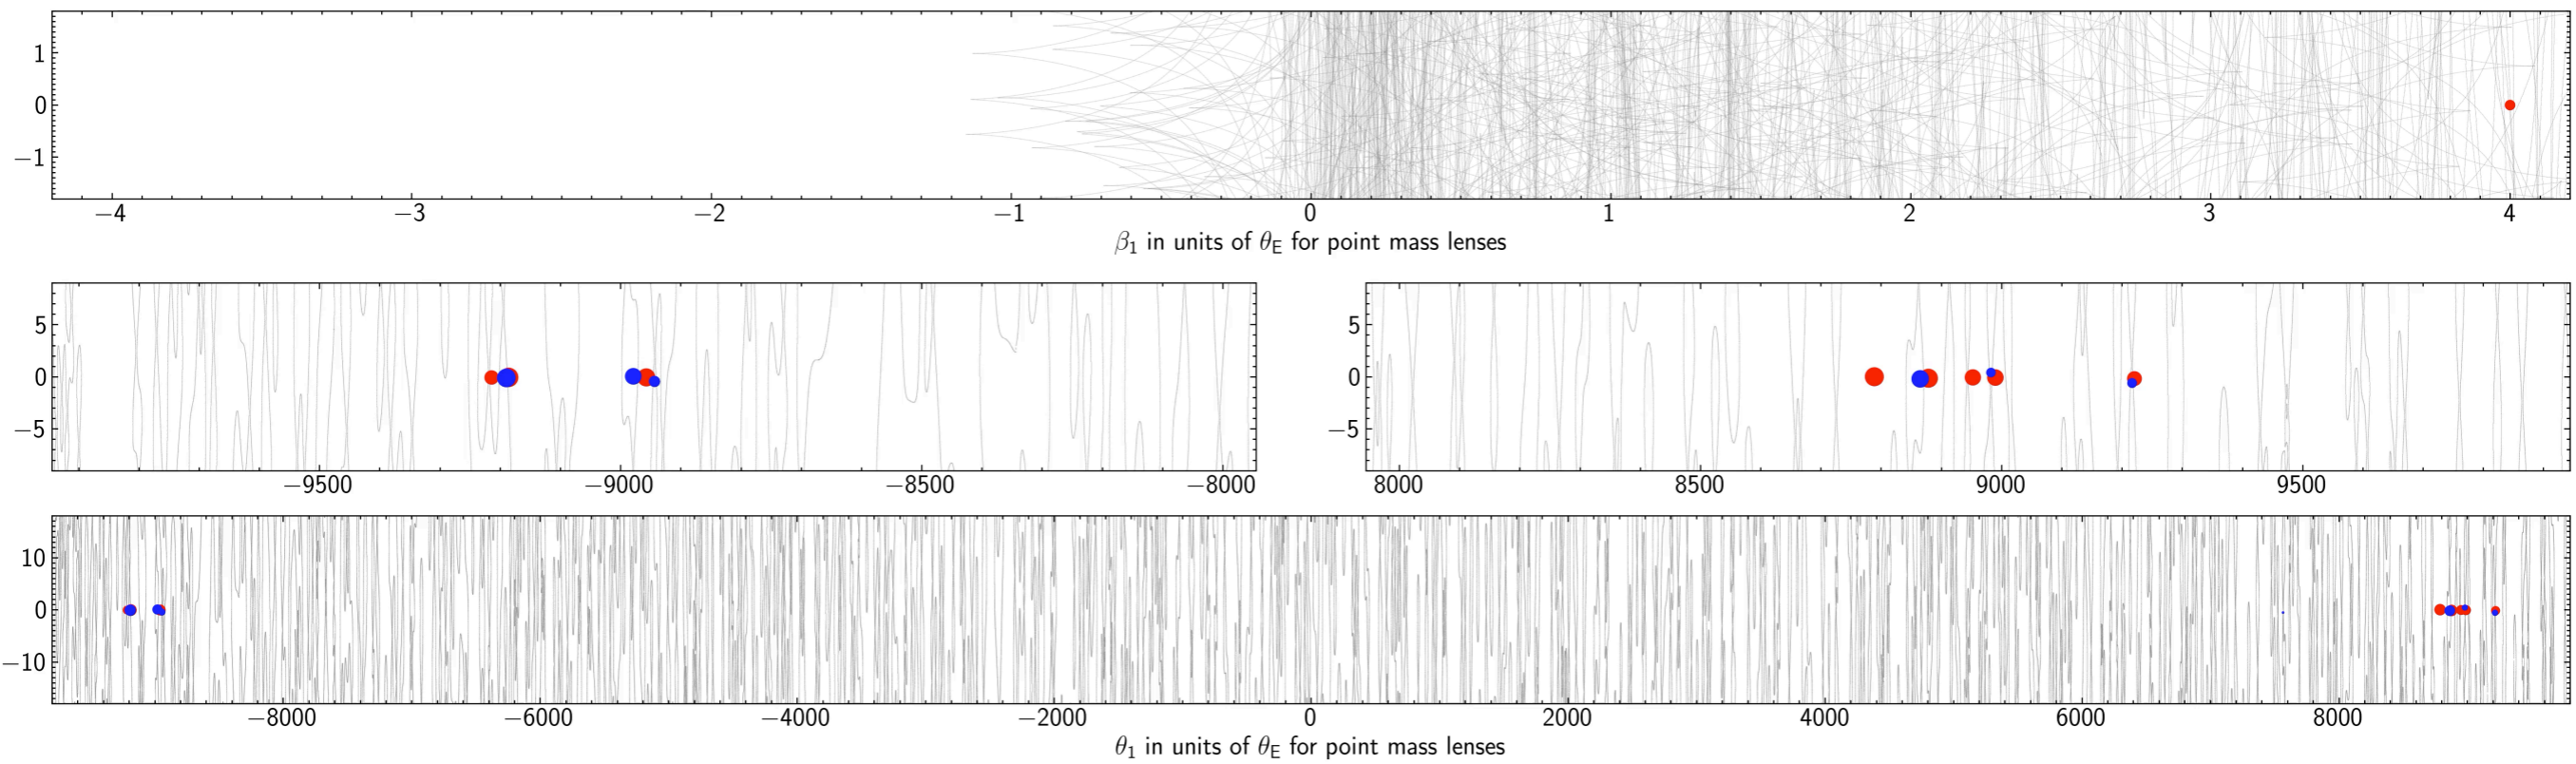 1
0
−1
−4 −3 −2 −1 0 1 2 3 4
β1 in units of θE for point mass lenses
5
0
−5
−9500 −9000 −8500 −8000
5
0
−5
8000 8500 9000 9500
10
0
−10
−8000 −6000 −4000 −2000 0 2000 4000 6000 8000
θ1 in units of θE for point mass lenses